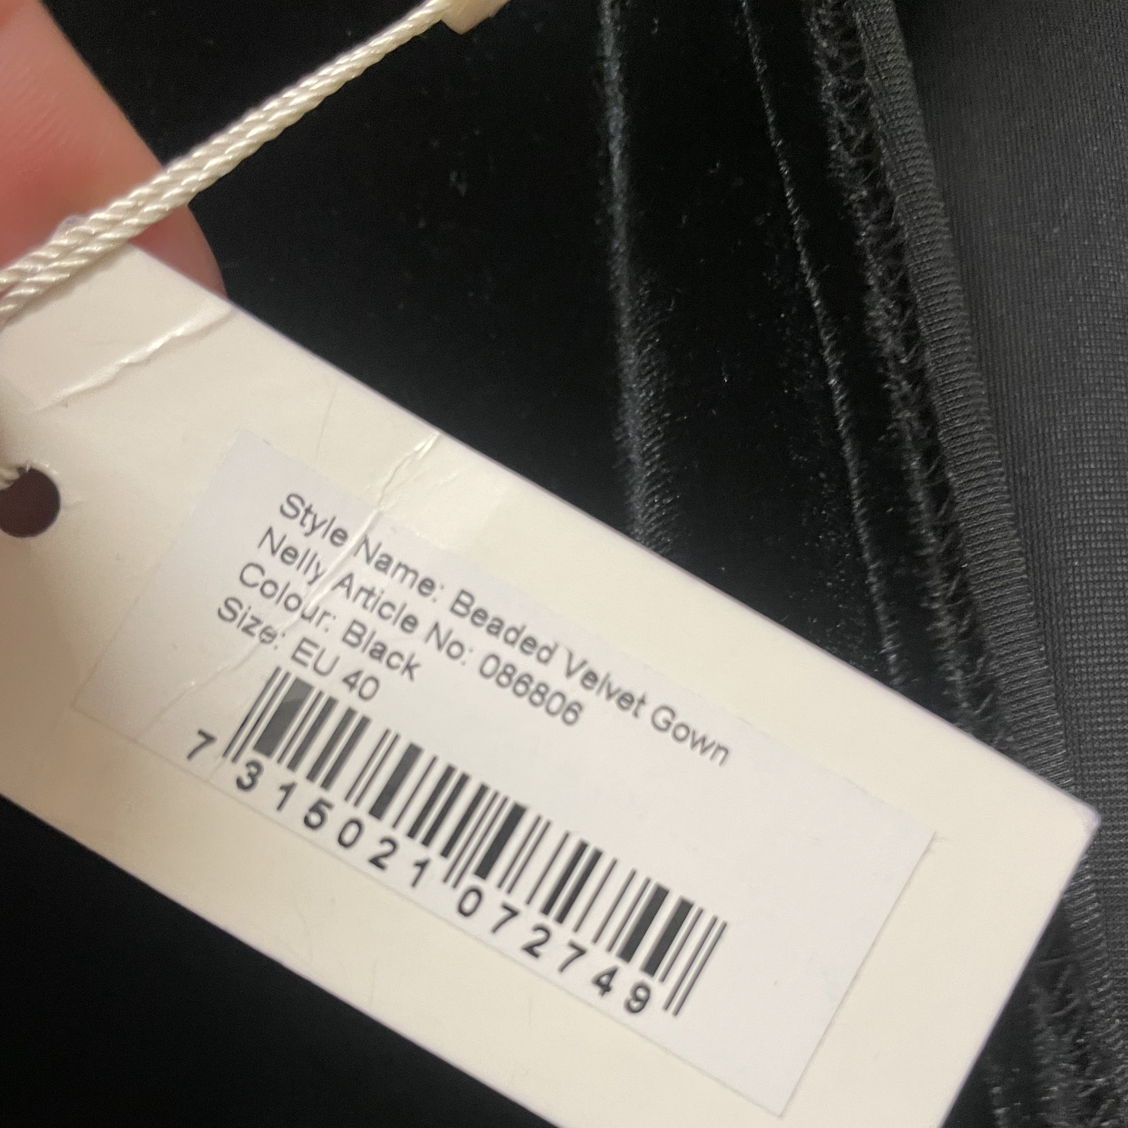 Style Name: Beaded Velvet Gown
Nelly Article No: 086806
Colour: Black
Size: EU 40
7 315021 072749